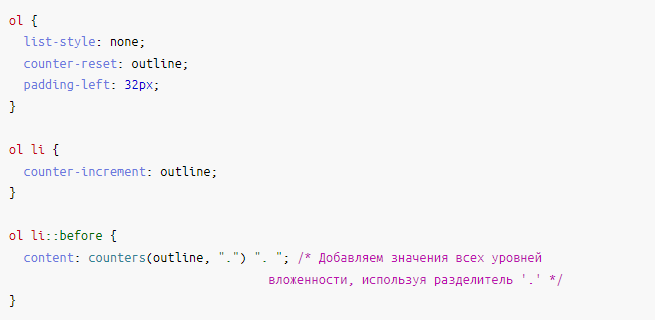 ol {
  list-style: none;
  counter-reset: outline;
  padding-left: 32px;
}

ol li {
  counter-increment: outline;
}

ol li::before {
  content: counters(outline, ".") ". "; /* Добавляем значения всех уровней
                                  вложенности, используя разделитель '.' */
}